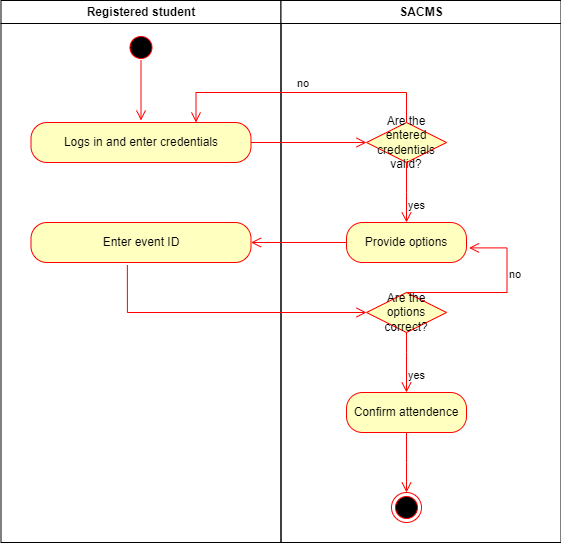 Registered student
SACMS
no
Logs in and enter credentials
Are the
entered
credentials
valid?
yes
Enter event ID
Provide options
no
Are the
options
correct?
yes
Confirm attendence